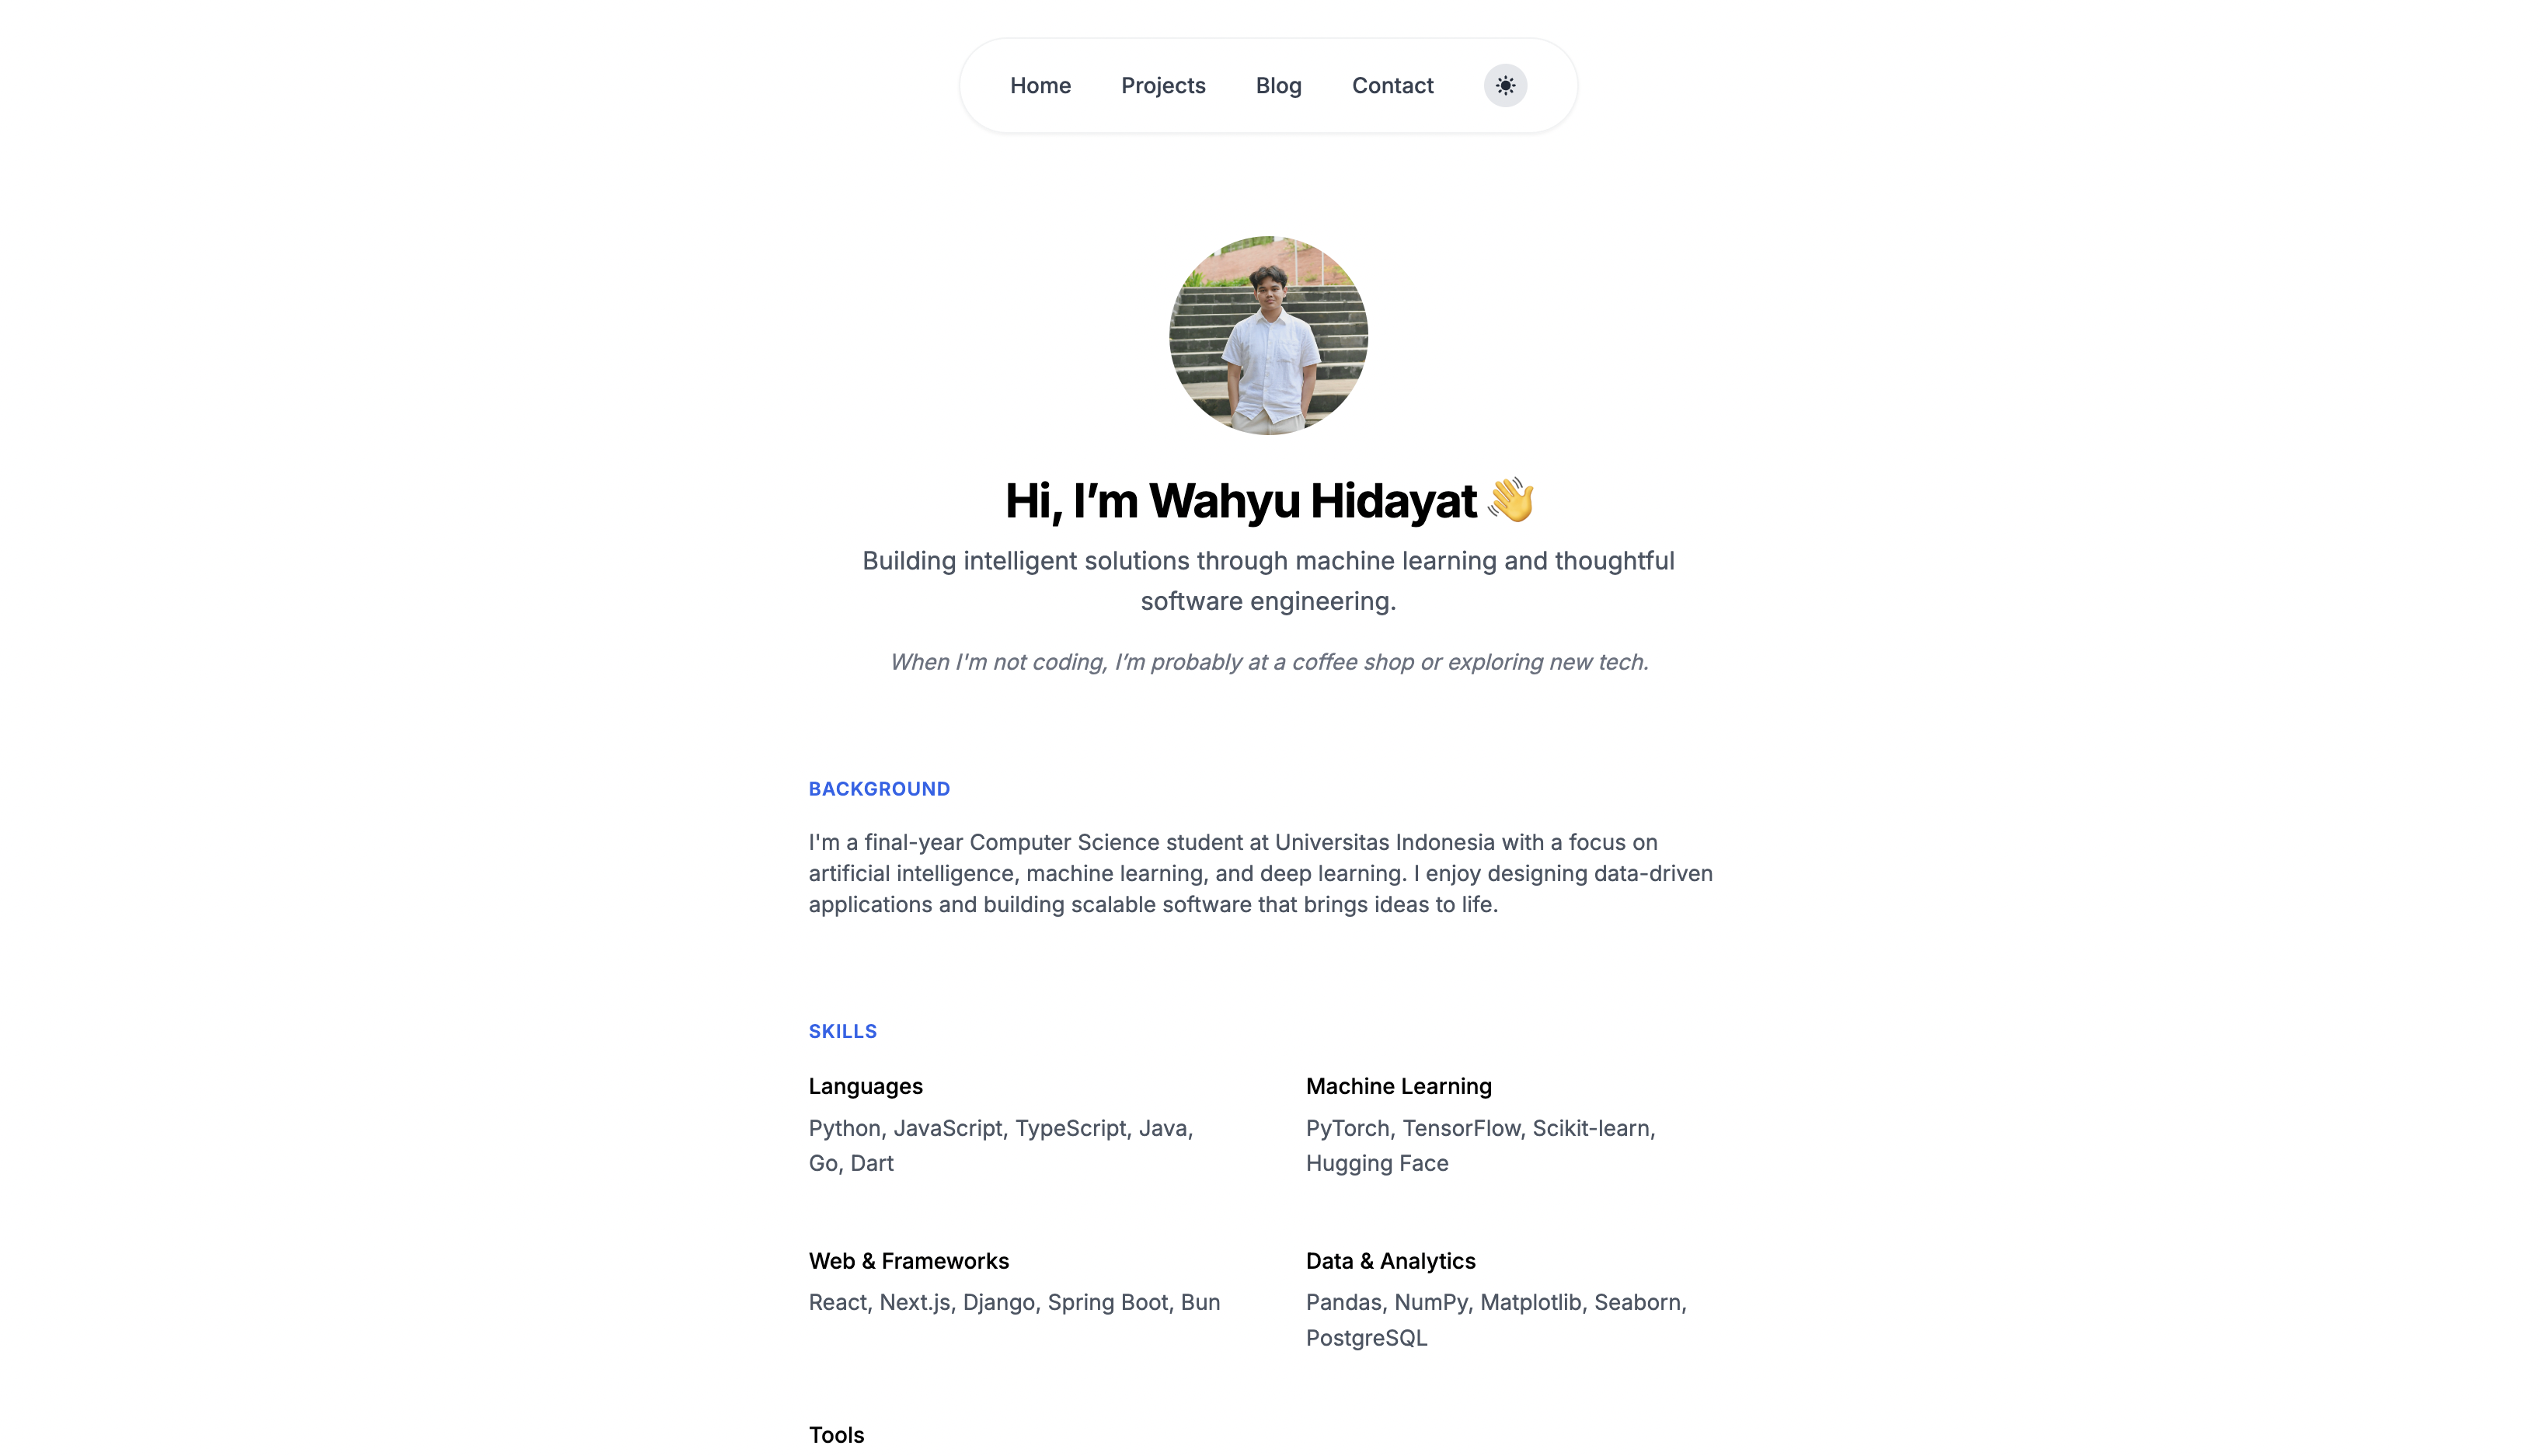 Home Projects Blog Contact
Hi, I’m Wahyu Hidayat 👋
Building intelligent solutions through machine learning and thoughtful
software engineering.
When I'm not coding, I’m probably at a coffee shop or exploring new tech.
BACKGROUND
I'm a final-year Computer Science student at Universitas Indonesia with a focus on
artificial intelligence, machine learning, and deep learning. I enjoy designing data-driven
applications and building scalable software that brings ideas to life.
SKILLS
Languages
Python, JavaScript, TypeScript, Java,
Go, Dart
Machine Learning
PyTorch, TensorFlow, Scikit-learn,
Hugging Face
Web & Frameworks
React, Next.js, Django, Spring Boot, Bun
Data & Analytics
Pandas, NumPy, Matplotlib, Seaborn,
PostgreSQL
Tools